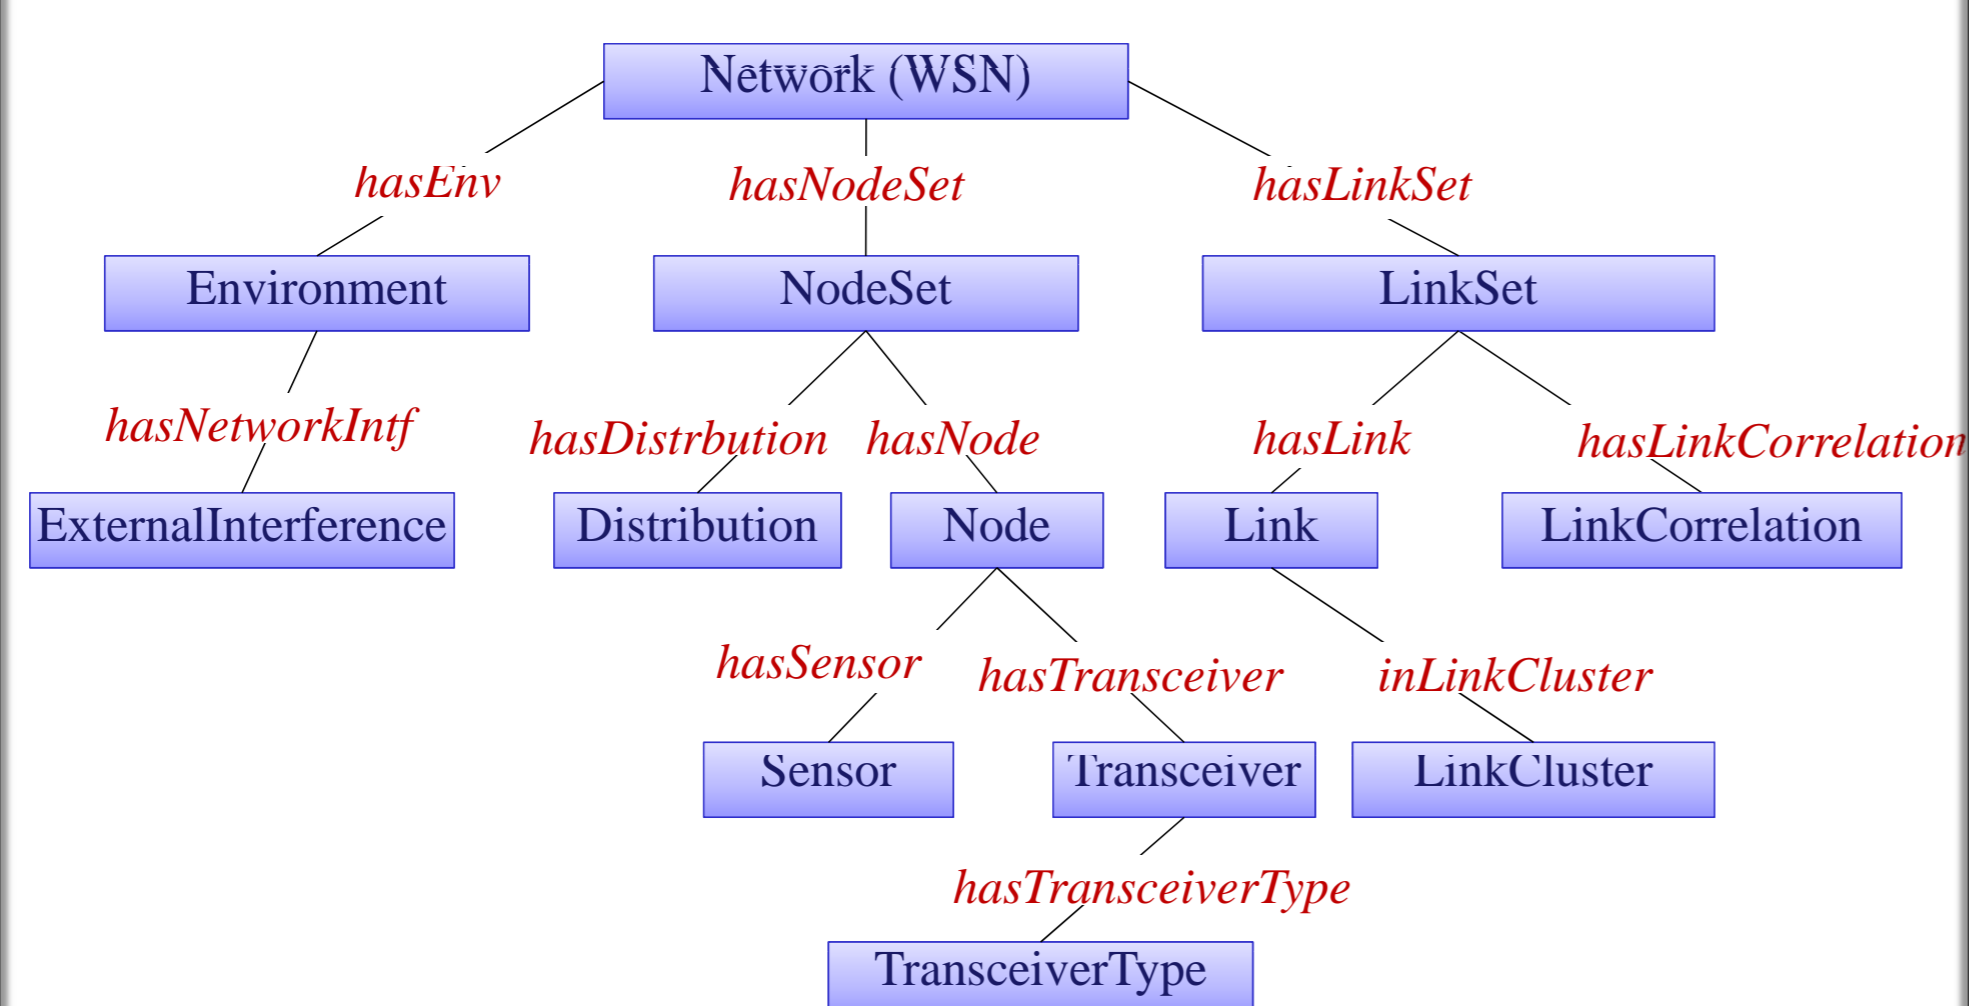 Network (WSN)
hasEnv
hasNodeSet
hasLinkSet
Environment
NodeSet
LinkSet
hasNetworkIntf
hasDistrbution
hasNode
hasLink
hasLinkCorrelation
ExternalInterference
Distribution
Node
Link
LinkCorrelation
hasSensor
hasTransceiver
inLinkCluster
Sensor
Transceiver
LinkCluster
hasTransceiverType
TransceiverType